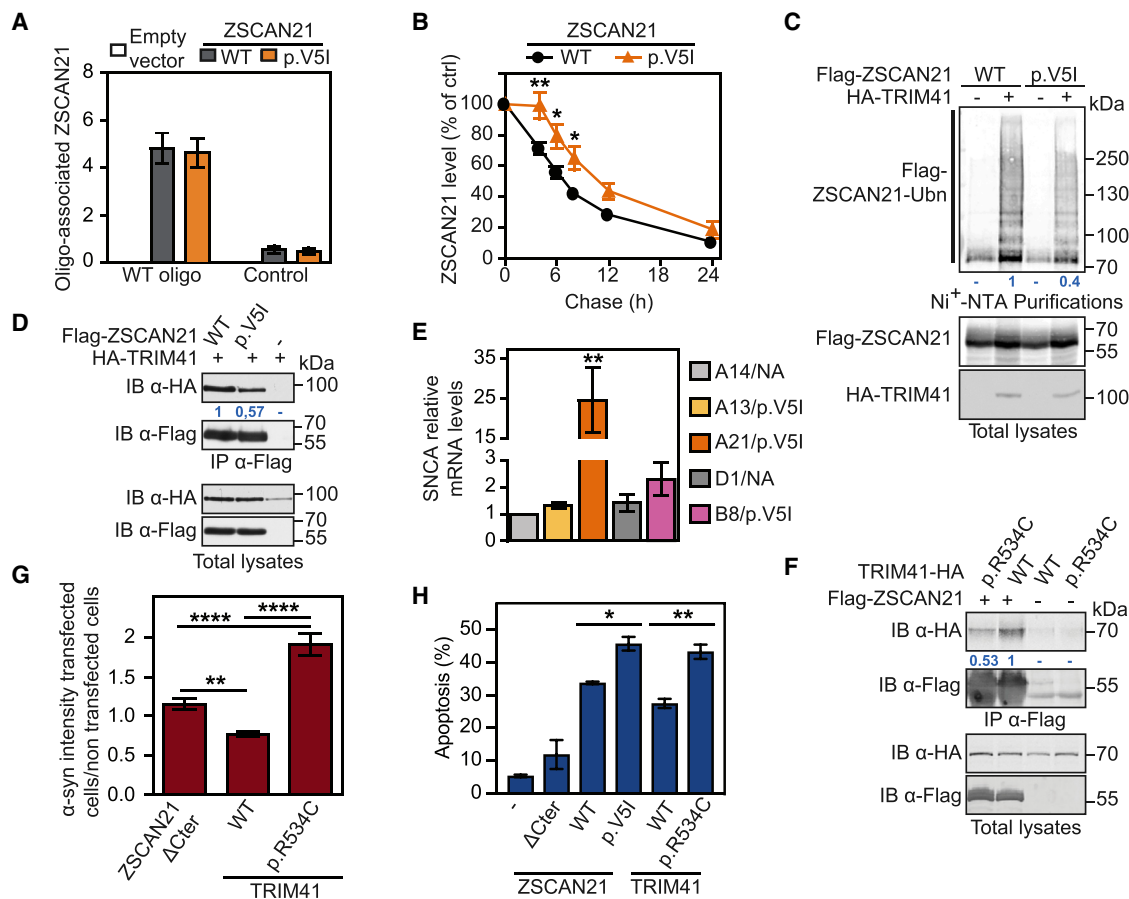 A
ZSCAN21
Empty vector
WT
p.V5I
Oligo-associated ZSCAN21
8
6
4
2
0
WT oligo
Control
B
ZSCAN21
WT
p.V5I
ZSCAN21 level (% of ctrl)
100
80
60
40
20
0
**
*
*
0
6
12
18
24
Chase (h)
C
Flag-ZSCAN21
WT
p.V5I
HA-TRIM41
- + - +
kDa
Flag-
ZSCAN21-Ubn
250
130
100
70
- 1 - 0.4
Ni+-NTA Purifications
Flag-ZSCAN21
70
55
HA-TRIM41
100
Total lysates
D
Flag-ZSCAN21
WT
p.V5I
-
HA-TRIM41
+ + +
kDa
IB α-HA
100
1 0,57 -
IB α-Flag
70
55
IP α-Flag
IB α-HA
100
IB α-Flag
70
55
Total lysates
E
SNCA relative
mRNA levels
35
25
15
2
1
0
**
A14/NA
A13/p.V5I
A21/p.V5I
D1/NA
B8/p.V5I
F
TRIM41-HA
p.R534C
WT
WT
p.R534C
Flag-ZSCAN21
+ + - -
kDa
IB α-HA
70
0.53 1 - -
IB α-Flag
55
IP α-Flag
IB α-HA
70
IB α-Flag
55
Total lysates
G
α-syn intensity transfected
cells/non transfected cells
2
1.5
1.0
0.5
0.0
****
****
**
ZSCAN21
ΔCter
WT
p.R534C
TRIM41
H
Apoptosis (%)
50
40
30
20
10
0
*
**
-
ΔCter
WT
p.V5I
WT
p.R534C
ZSCAN21
TRIM41